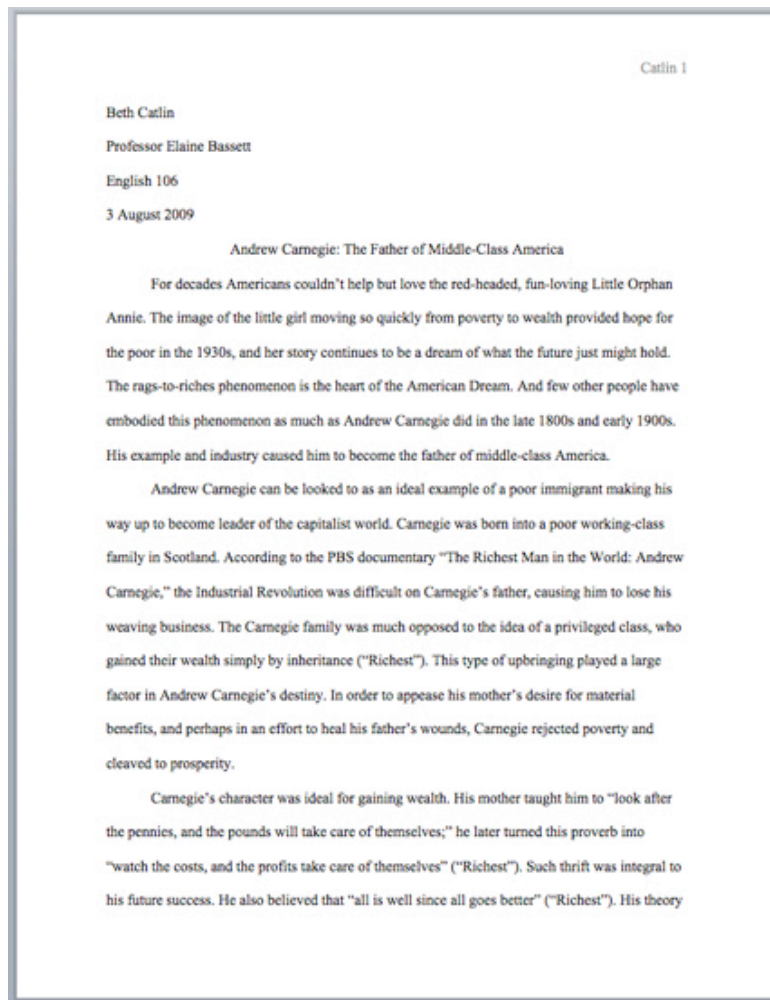 Catlin 1
Beth Catlin
Professor Elaine Bassett
English 106
3 August 2009
Andrew Carnegie: The Father of Middle-Class America
For decades Americans couldn’t help but love the red-headed, fun-loving Little Orphan
Annie. The image of the little girl moving so quickly from poverty to wealth provided hope for
the poor in the 1930s, and her story continues to be a dream of what the future just might hold.
The rags-to-riches phenomenon is the heart of the American Dream. And few other people have
embodied this phenomenon as much as Andrew Carnegie did in the late 1800s and early 1900s.
His example and industry caused him to become the father of middle-class America.
Andrew Carnegie can be looked to as an ideal example of a poor immigrant making his
way up to become leader of the capitalist world. Carnegie was born into a poor working-class
family in Scotland. According to the PBS documentary “The Richest Man in the World: Andrew
Carnegie,” the Industrial Revolution was difficult on Carnegie’s father, causing him to lose his
weaving business. The Carnegie family was much opposed to the idea of a privileged class, who
gained their wealth simply by inheritance (“Richest”). This type of upbringing played a large
factor in Andrew Carnegie’s destiny. In order to appease his mother’s desire for material
benefits, and perhaps in an effort to heal his father’s wounds, Carnegie rejected poverty and
cleaved to prosperity.
Carnegie’s character was ideal for gaining wealth. His mother taught him to “look after
the pennies, and the pounds will take care of themselves;” he later turned this proverb into
“watch the costs, and the profits take care of themselves” (“Richest”). Such thrift was integral to
his future success. He also believed that “all is well since all goes better” (“Richest”). His theory